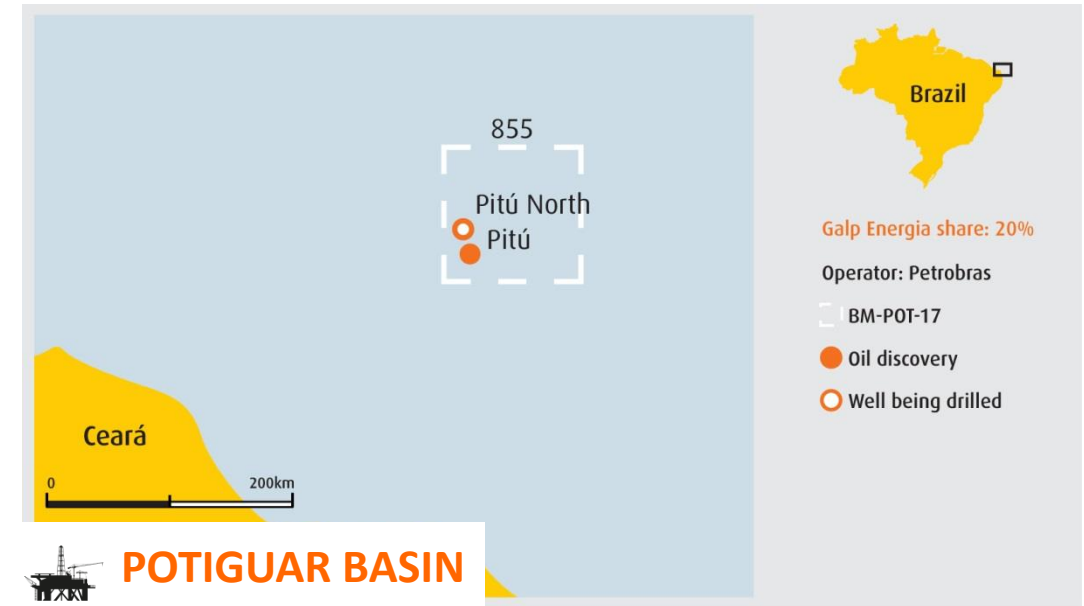 855
Pitú North
Pitú
Ceará
0 200km
POTIGUAR BASIN
Brazil
Galp Energia share: 20%
Operator: Petrobras
BM-POT-17
Oil discovery
Well being drilled